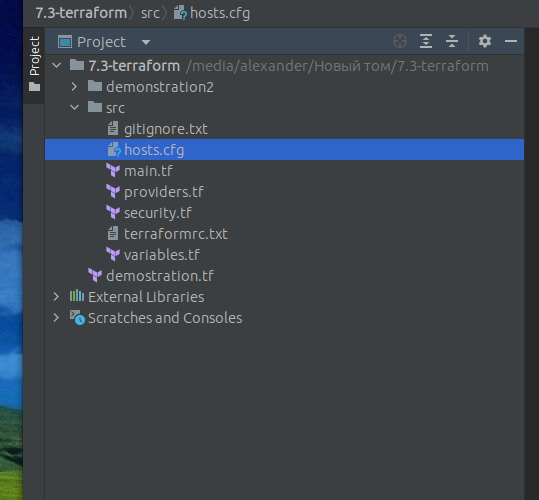 7.3-terraform 〉 src 〉 hosts.cfg
Project
Project
7.3-terraform /media/alexander/Новый том/7.3-terraform
demonstration2
src
gitignore.txt
hosts.cfg
main.tf
providers.tf
security.tf
terraformrc.txt
variables.tf
demostration.tf
External Libraries
Scratches and Consoles